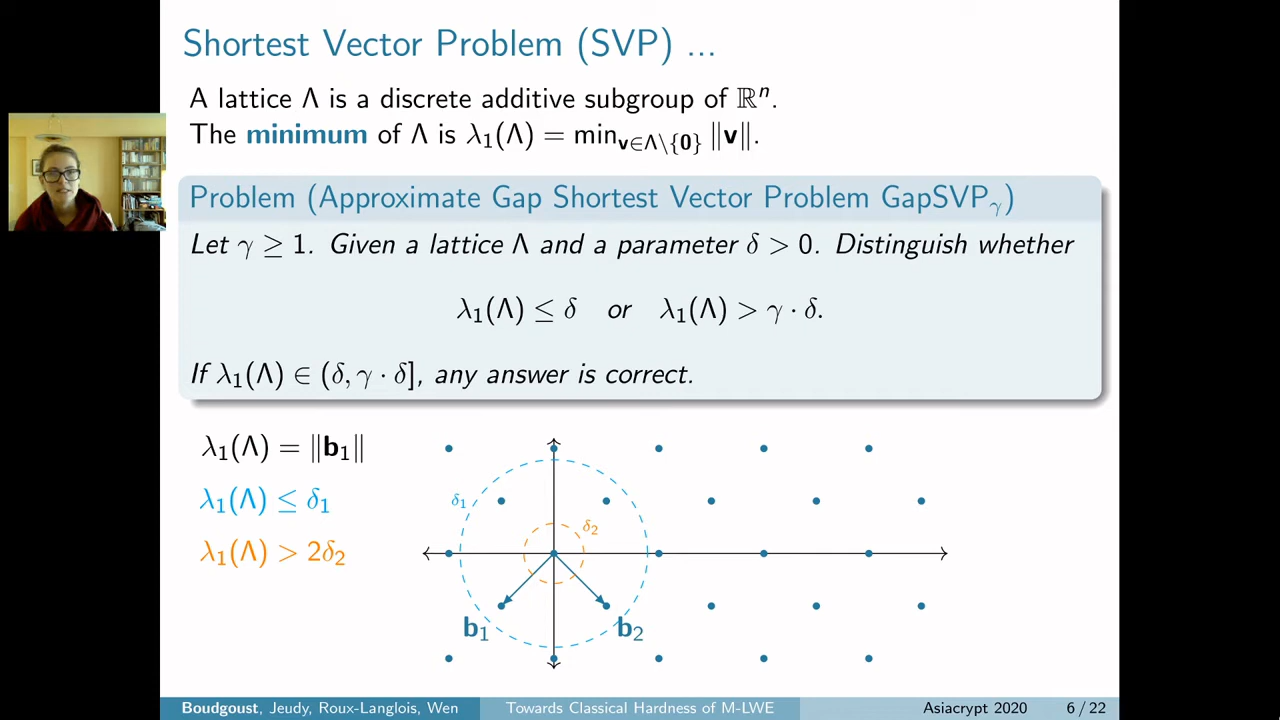 Shortest Vector Problem (SVP) ...
A lattice Λ is a discrete additive subgroup of ℝⁿ.
The minimum of Λ is λ₁(Λ) = min_{v∈Λ\{0}} ‖v‖.
Problem (Approximate Gap Shortest Vector Problem GapSVP_γ)
Let γ ≥ 1. Given a lattice Λ and a parameter δ > 0. Distinguish whether
λ₁(Λ) ≤ δ or λ₁(Λ) > γ · δ.
If λ₁(Λ) ∈ (δ, γ · δ], any answer is correct.
λ₁(Λ) = ‖b₁‖
λ₁(Λ) ≤ δ₁
λ₁(Λ) > 2δ₂
δ₁
δ₂
b₁
b₂
Boudgoust, Jeudy, Roux-Langlois, Wen
Towards Classical Hardness of M-LWE
Asiacrypt 2020
6 / 22